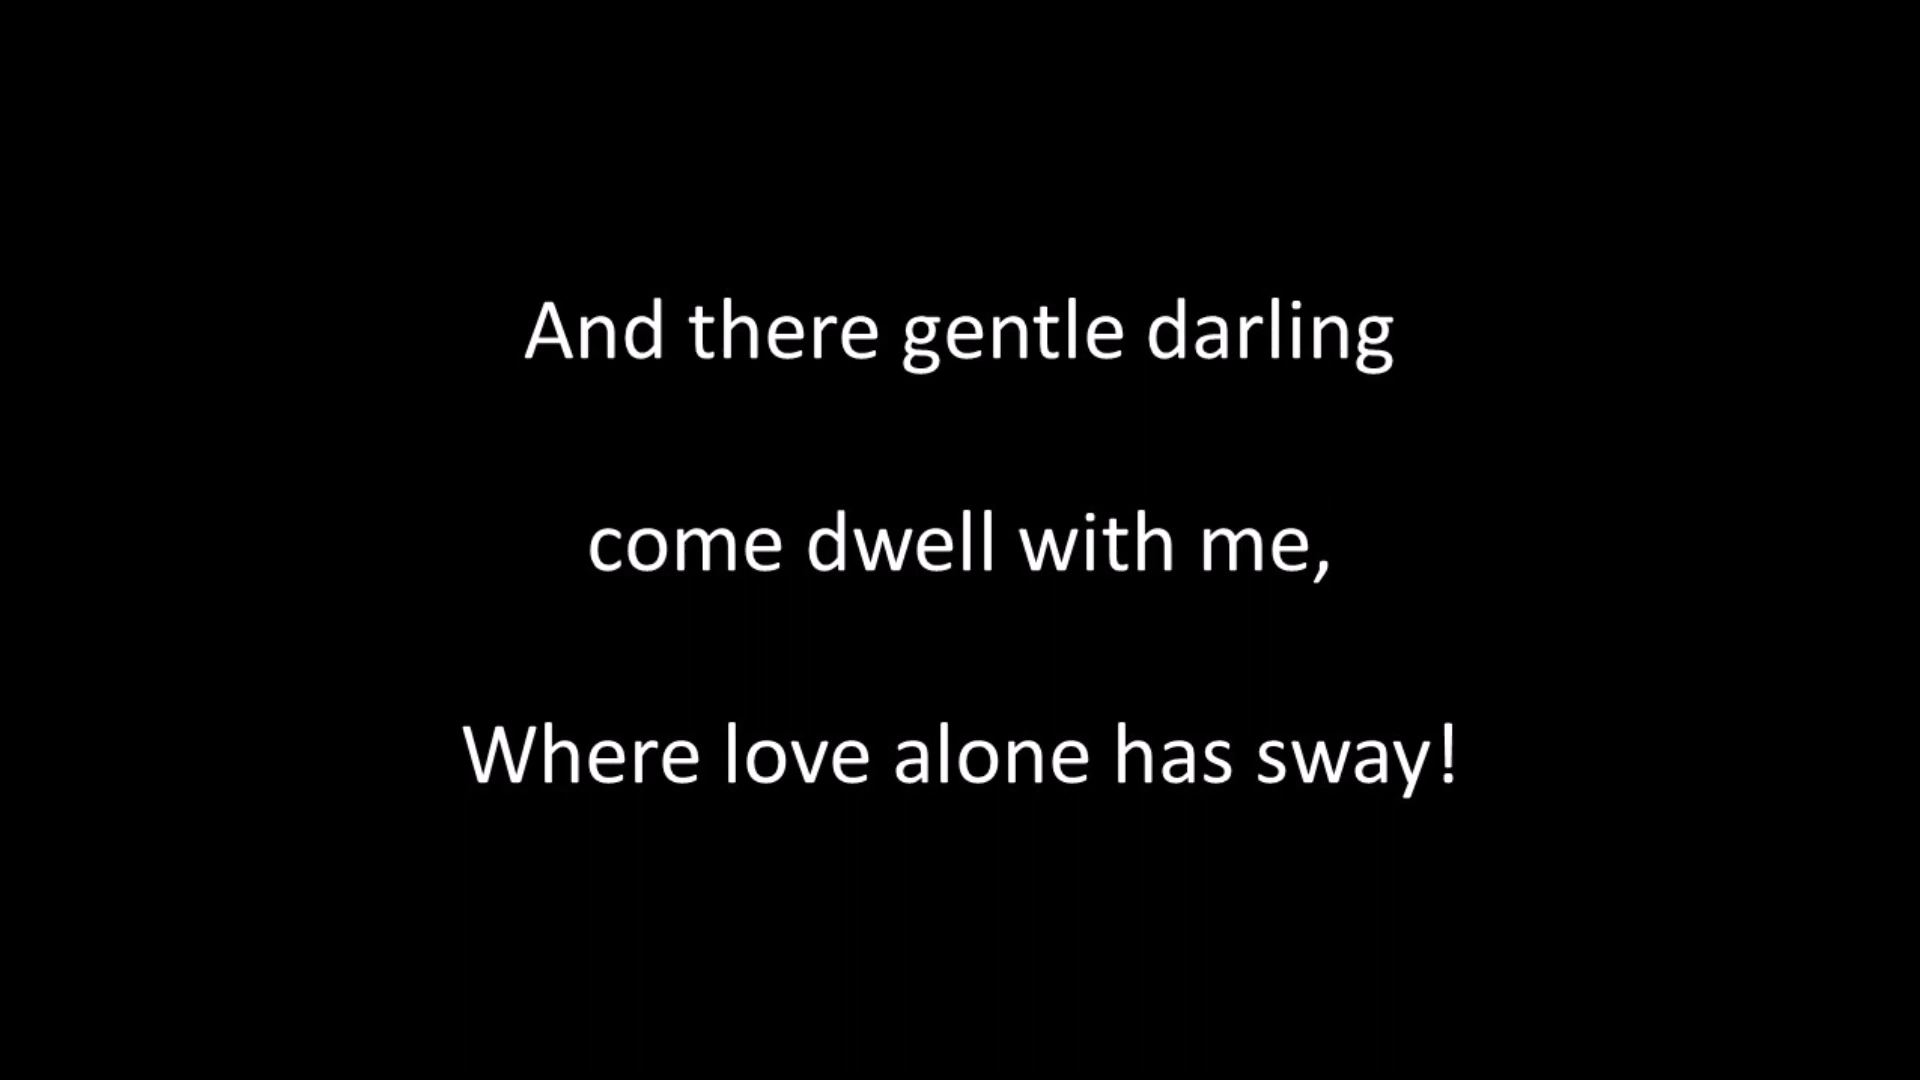 And there gentle darling
come dwell with me,
Where love alone has sway!